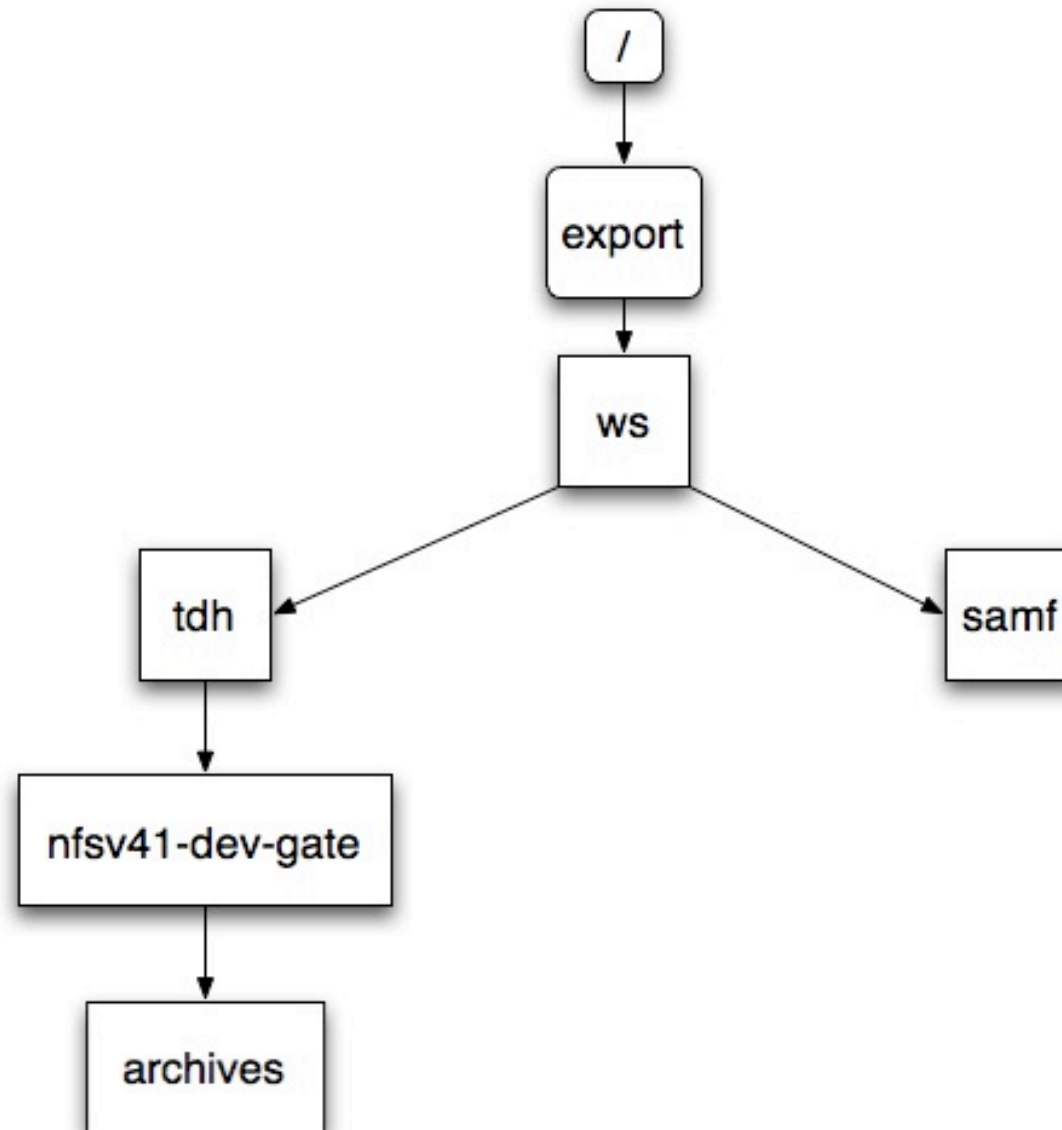 /
export
ws
tdh
samf
nfsv41-dev-gate
archives